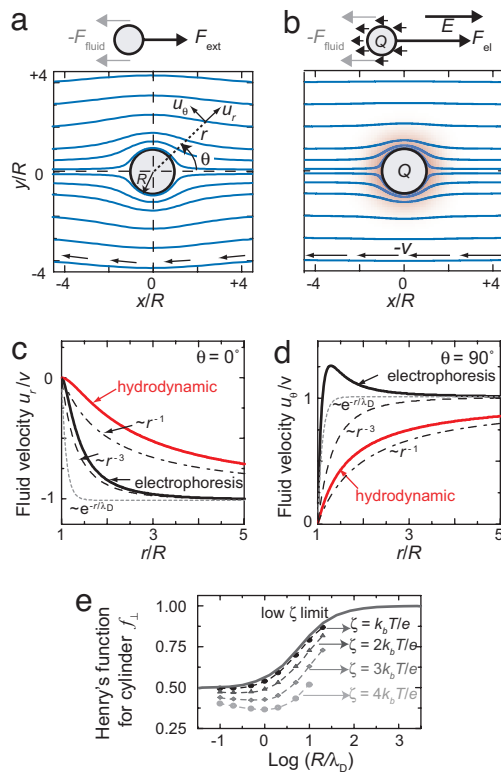 a
-F_fluid
F_ext
+4
y/R
0
-4
u_θ
u_r
r
θ
R
-4
0
+4
x/R
b
-F_fluid
Q
E
F_el
Q
-v
-4
0
+4
x/R
c
θ = 0°
Fluid velocity u_r/v
0
-1
hydrodynamic
~r⁻¹
~r⁻³
electrophoresis
~e^-r/λ_D
1
3
5
r/R
d
θ = 90°
Fluid velocity u_θ/v
1
0
electrophoresis
~e^-r/λ_D
~r⁻³
~r⁻¹
hydrodynamic
1
3
5
r/R
e
Henry's function
for cylinder f_⊥
1.00
0.75
0.50
0.25
low ζ limit
ζ = k_bT/e
ζ = 2k_bT/e
ζ = 3k_bT/e
ζ = 4k_bT/e
-1
0
1
2
3
Log (R/λ_D)